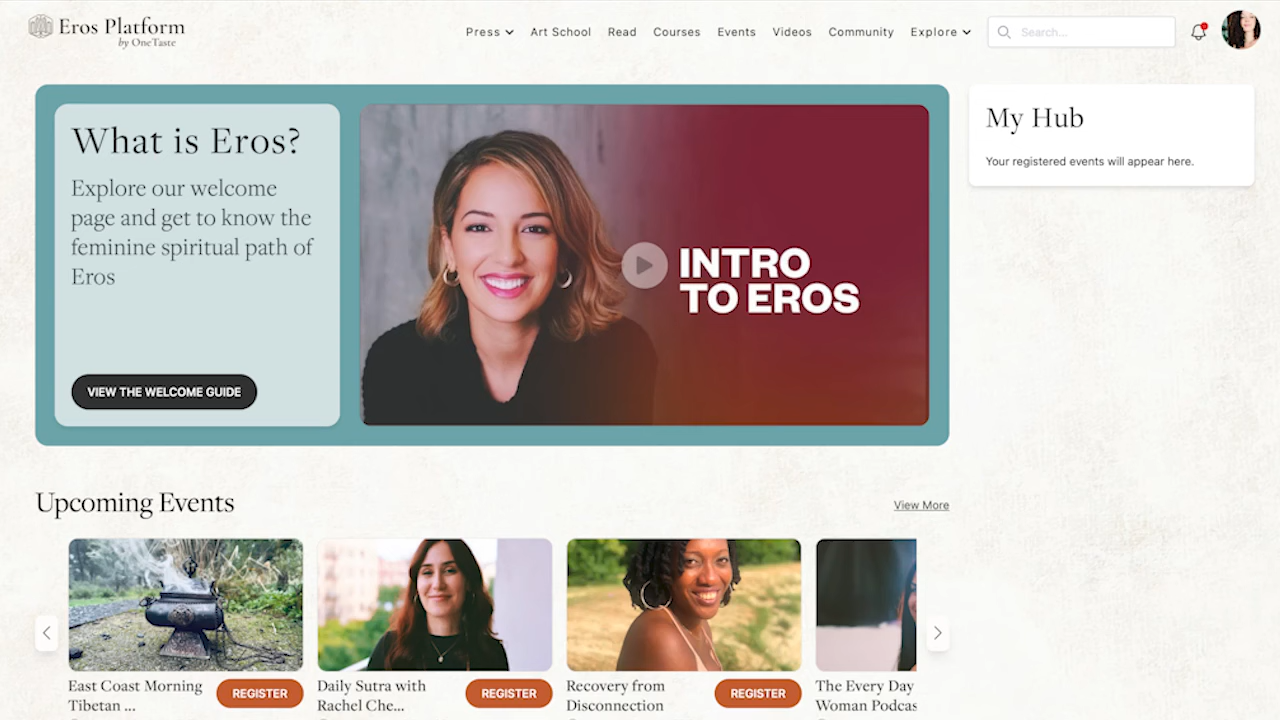 Eros Platform
by OneTaste
Press
Art School
Read
Courses
Events
Videos
Community
Explore
Search...
What is Eros?
Explore our welcome
page and get to know the
feminine spiritual path of
Eros
VIEW THE WELCOME GUIDE
INTRO
TO EROS
My Hub
Your registered events will appear here.
Upcoming Events
View More
East Coast Morning
Tibetan ...
REGISTER
Daily Sutra with
Rachel Che...
REGISTER
Recovery from
Disconnection
REGISTER
The Every Day
Woman Podcas